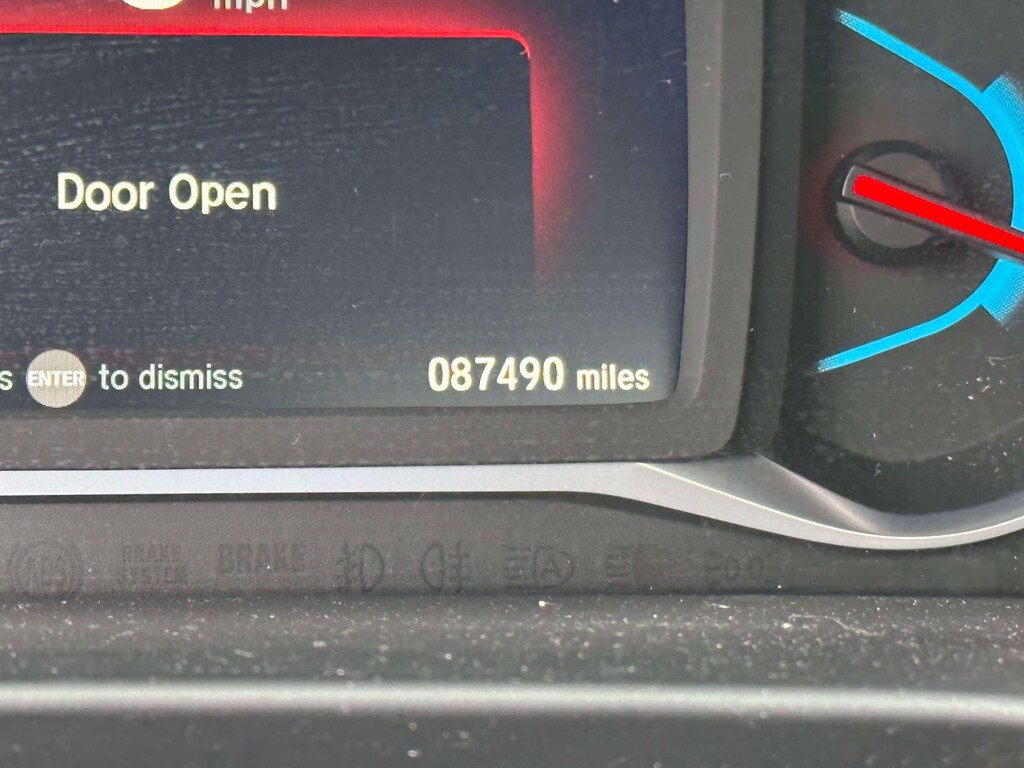 mph
Door Open
s ENTER to dismiss
087490 miles
ABS
BRAKE
SYSTEM
BRAKE
A